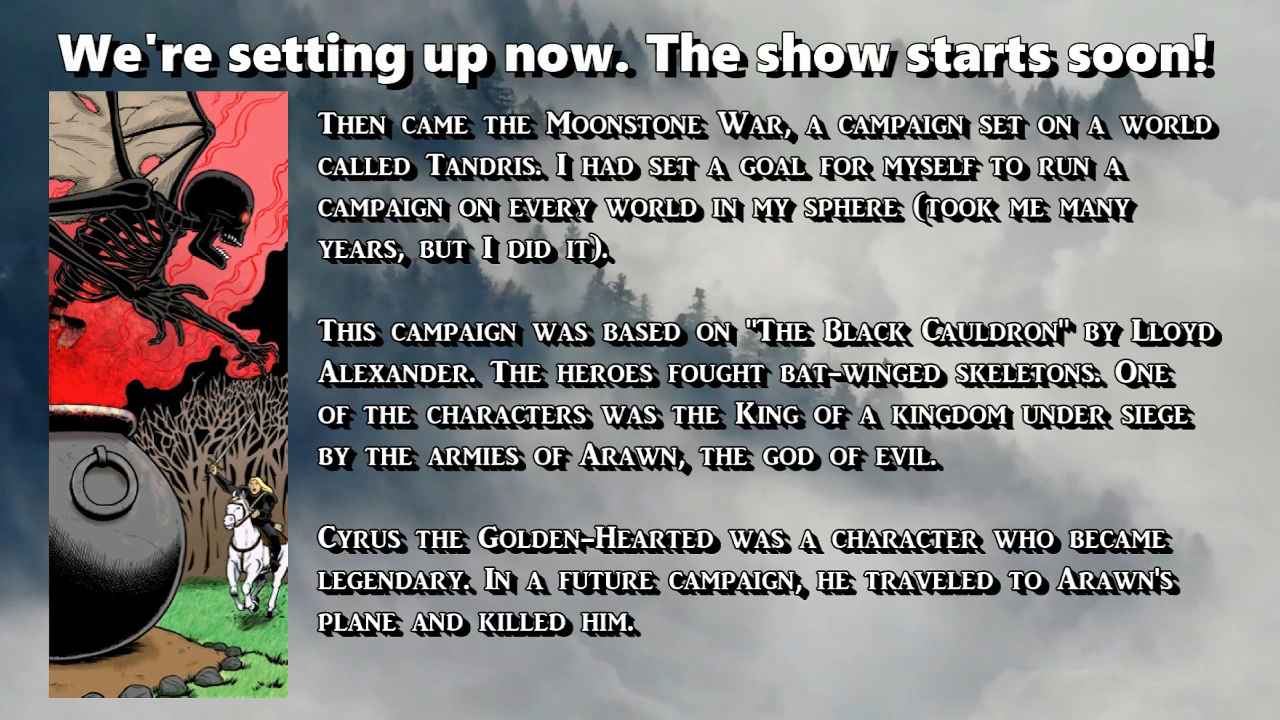 We're setting up now. The show starts soon!
Then came the Moonstone War, a campaign set on a world
called Tandris. I had set a goal for myself to run a
campaign on every world in my sphere (took me many
years, but I did it).
This campaign was based on "The Black Cauldron" by Lloyd
Alexander. The heroes fought bat-winged skeletons. One
of the characters was the King of a kingdom under siege
by the armies of Arawn, the god of evil.
Cyrus the Golden-Hearted was a character who became
legendary. In a future campaign, he traveled to Arawn's
plane and killed him.